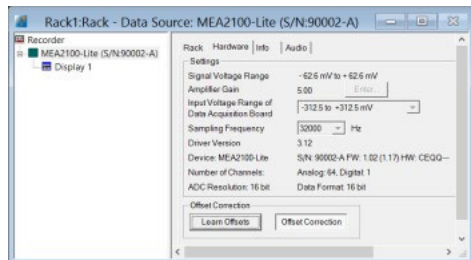 Rack1:Rack - Data Source: MEA2100-Lite (S/N:90002-A)
Recorder
MEA2100-Lite (S/N:90002-A)
Display 1
Rack Hardware Info Audio
Settings
Signal Voltage Range - 62.6 mV to + 62.6 mV
Amplifier Gain 5.00 Enter...
Input Voltage Range of
Data Acquisition Board -312.5 to +312.5 mV
Sampling Frequency 32000 Hz
Driver Version 3.12
Device: MEA2100-Lite S/N: 90002-A FW: 1.02 (1.17) HW: CEQQ---
Number of Channels: Analog: 64, Digital: 1
ADC Resolution: 16 bit Data Format: 16 bit
Offset Correction
Learn Offsets Offset Correction